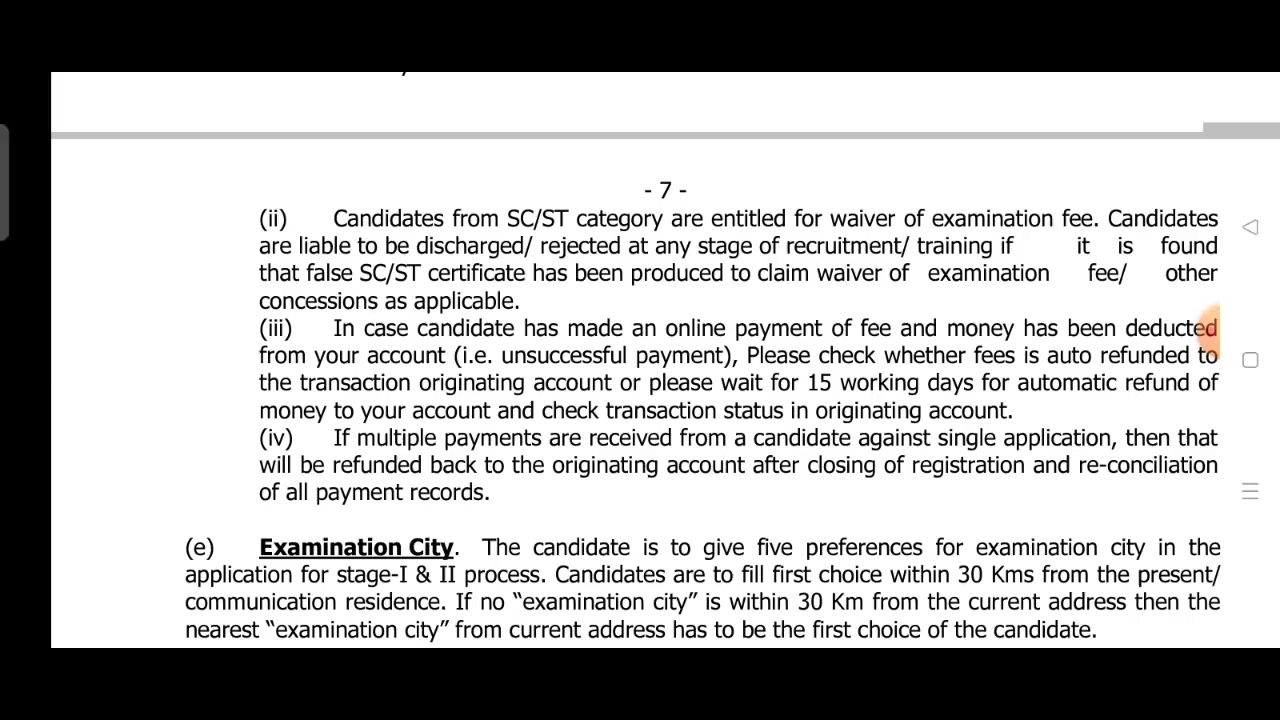 - 7 -
(ii) Candidates from SC/ST category are entitled for waiver of examination fee. Candidates
are liable to be discharged/ rejected at any stage of recruitment/ training if it is found
that false SC/ST certificate has been produced to claim waiver of examination fee/ other
concessions as applicable.
(iii) In case candidate has made an online payment of fee and money has been deducted
from your account (i.e. unsuccessful payment), Please check whether fees is auto refunded to
the transaction originating account or please wait for 15 working days for automatic refund of
money to your account and check transaction status in originating account.
(iv) If multiple payments are received from a candidate against single application, then that
will be refunded back to the originating account after closing of registration and re-conciliation
of all payment records.
(e) Examination City. The candidate is to give five preferences for examination city in the
application for stage-I & II process. Candidates are to fill first choice within 30 Kms from the present/
communication residence. If no “examination city” is within 30 Km from the current address then the
nearest “examination city” from current address has to be the first choice of the candidate.